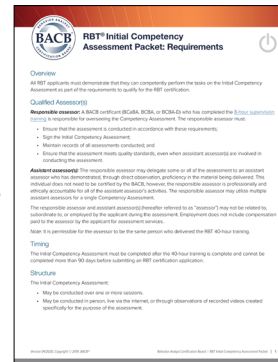 BEHAVIOR ANALYST
BACB
CERTIFICATION BOARD
RBT® Initial Competency
Assessment Packet: Requirements
Overview
All RBT applicants must demonstrate that they can competently perform the tasks on the Initial Competency
Assessment as part of the requirements to qualify for the RBT certification.
Qualified Assessor(s)
Responsible assessor: A BACB certificant (BCaBA, BCBA, or BCBA-D) who has completed the 8-hour supervision
training is responsible for overseeing the Competency Assessment. The responsible assessor must:
• Ensure that the assessment is conducted in accordance with these requirements;
• Sign the Initial Competency Assessment;
• Maintain records of all assessments conducted; and
• Ensure that the assessment meets quality standards, even when assistant assessor(s) are involved in
conducting the assessment.
Assistant assessor(s): The responsible assessor may delegate some or all of the assessment to an assistant
assessor who has demonstrated, through direct observation, proficiency in the material being delivered. This
individual does not need to be certified by the BACB, however, the responsible assessor is professionally and
ethically accountable for all of the assistant assessor's activities. The responsible assessor may utilize multiple
assistant assessors for a single Competency Assessment.
The responsible assessor and assistant assessor(s) (hereafter referred to as "assessor") may not be related to,
subordinate to, or employed by the applicant during the assessment. Employment does not include compensation
paid to the assessor by the applicant for assessment services.
Note: It is permissible for the assessor to be the same person who delivered the RBT 40-hour training.
Timing
The Initial Competency Assessment must be completed after the 40-hour training is complete and cannot be
completed more than 90 days before submitting an RBT certification application.
Structure
The Initial Competency Assessment:
• May be conducted over one or more sessions.
• May be conducted in person, live via the internet, or through observations of recorded videos created
specifically for the purpose of the assessment.
Behavior Analyst Certification Board | RBT Initial Competency Assessment Packet | 1